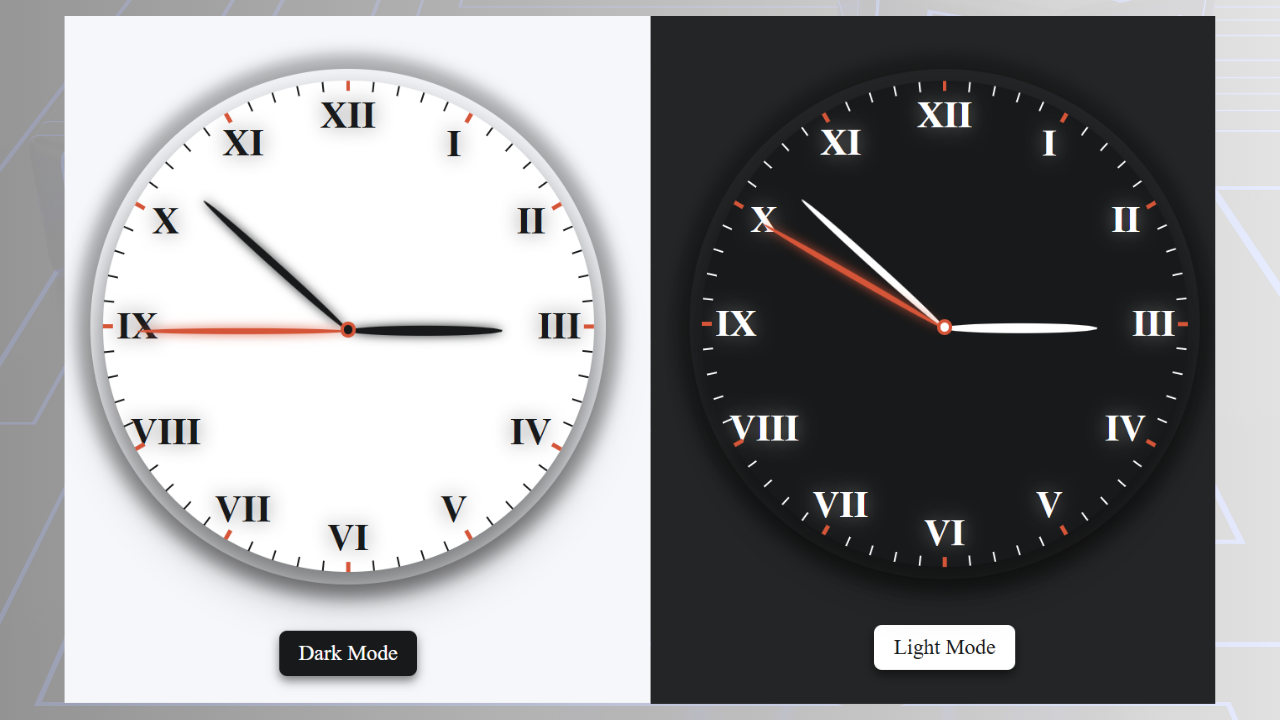 XII
XI
I
X
II
IX
III
VIII
IV
VII
V
VI
Dark Mode
XII
XI
I
X
II
IX
III
VIII
IV
VII
V
VI
Light Mode